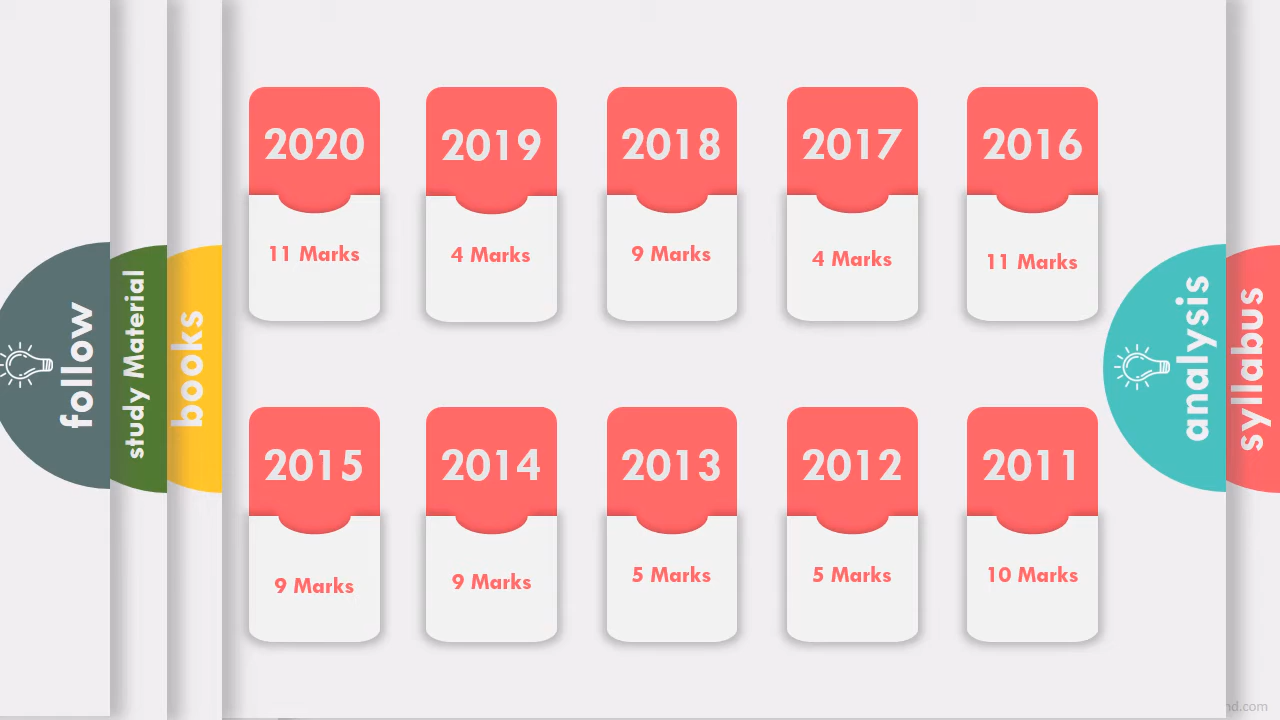 2020
2019
2018
2017
2016
11 Marks
4 Marks
9 Marks
4 Marks
11 Marks
follow
study Material
books
analysis
syllabus
2015
2014
2013
2012
2011
9 Marks
9 Marks
5 Marks
5 Marks
10 Marks